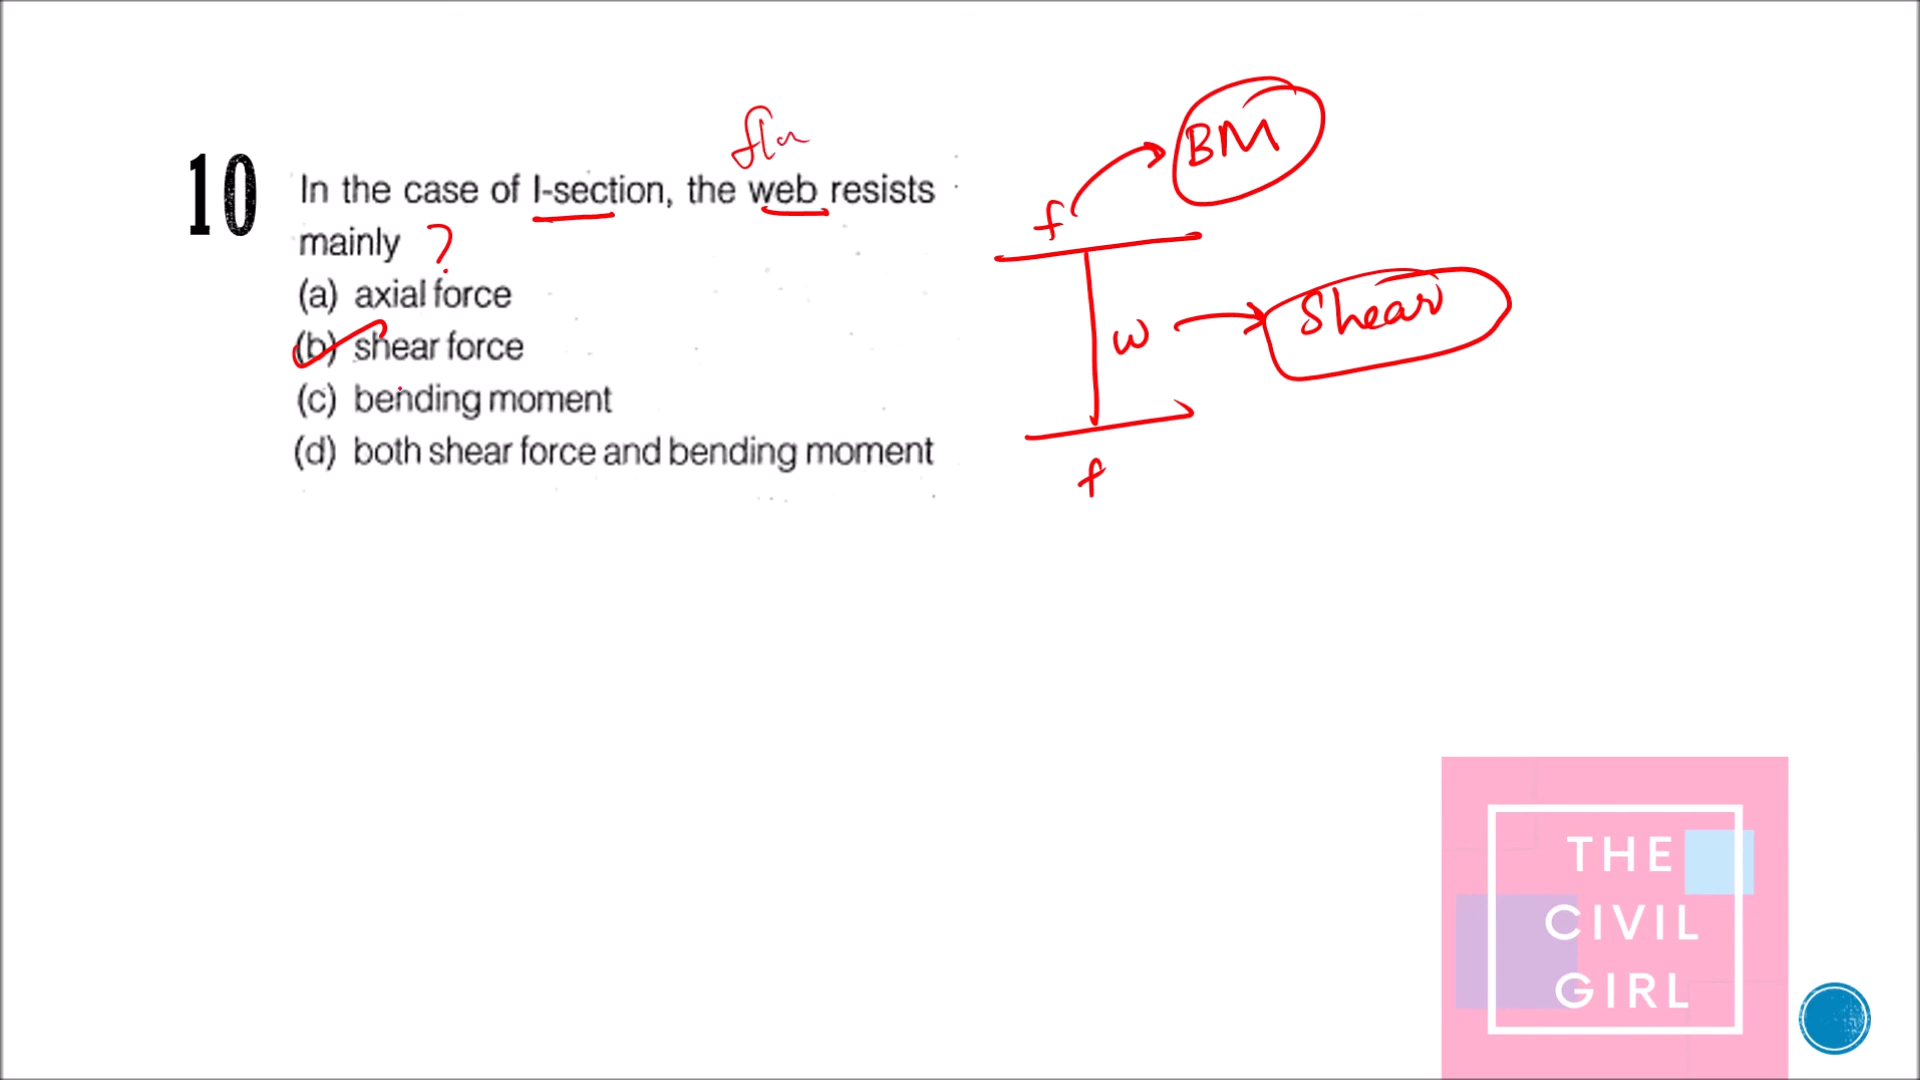 10
fla
In the case of I-section, the web resists
mainly ?
(a) axial force
(b) shear force
(c) bending moment
(d) both shear force and bending moment
BM
f
w
Shear
f
THE
CIVIL
GIRL